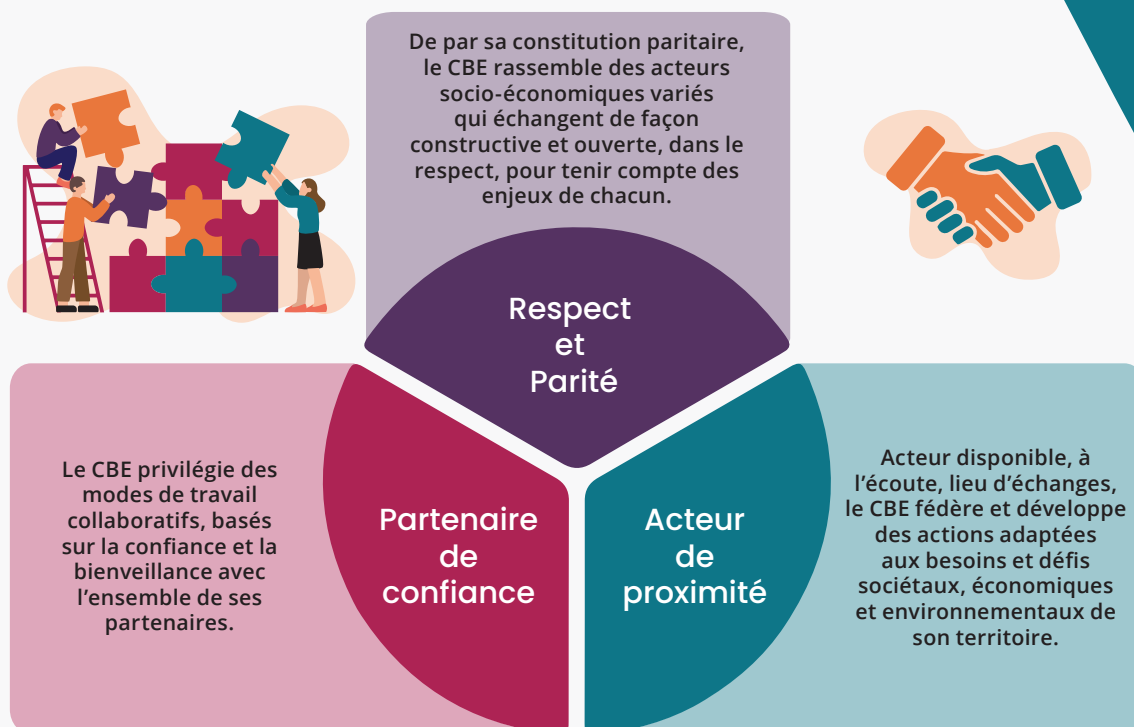 De par sa constitution paritaire,
le CBE rassemble des acteurs
socio-économiques variés
qui échangent de façon
constructive et ouverte, dans le
respect, pour tenir compte des
enjeux de chacun.
Respect
et
Parité
Le CBE privilégie des
modes de travail
collaboratifs, basés
sur la confiance et la
bienveillance avec
l’ensemble de ses
partenaires.
Partenaire
de
confiance
Acteur
de
proximité
Acteur disponible, à
l’écoute, lieu d’échanges,
le CBE fédère et développe
des actions adaptées
aux besoins et défis
sociétaux, économiques
et environnementaux de
son territoire.